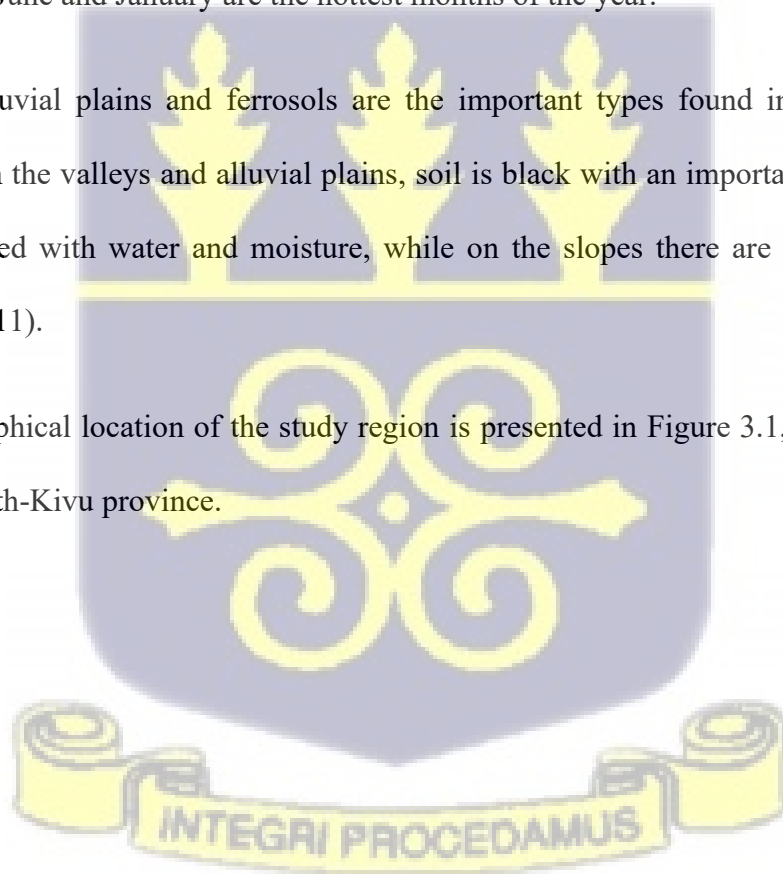 June and January are the hottest months of the year.
uvial plains and ferrosols are the important types found in
the valleys and alluvial plains, soil is black with an importa
ed with water and moisture, while on the slopes there are
11).
phical location of the study region is presented in Figure 3.1,
th-Kivu province.
INTEGRI PROCEDAMUS